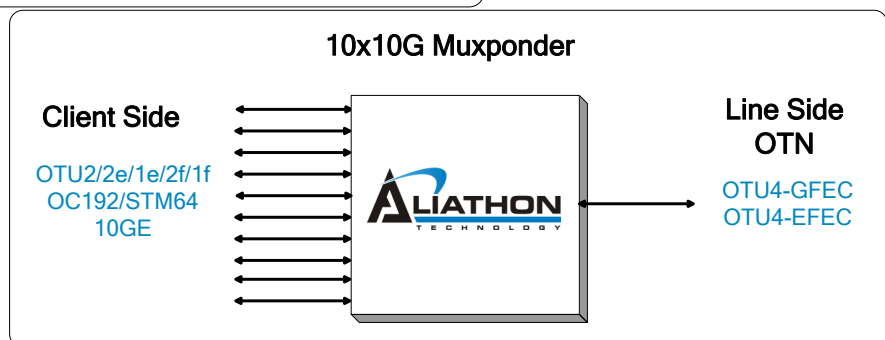 10x10G Muxponder
Client Side
OTU2/2e/1e/2f/1f
OC192/STM64
10GE
ALIATHON
TECHNOLOGY
Line Side
OTN
OTU4-GFEC
OTU4-EFEC